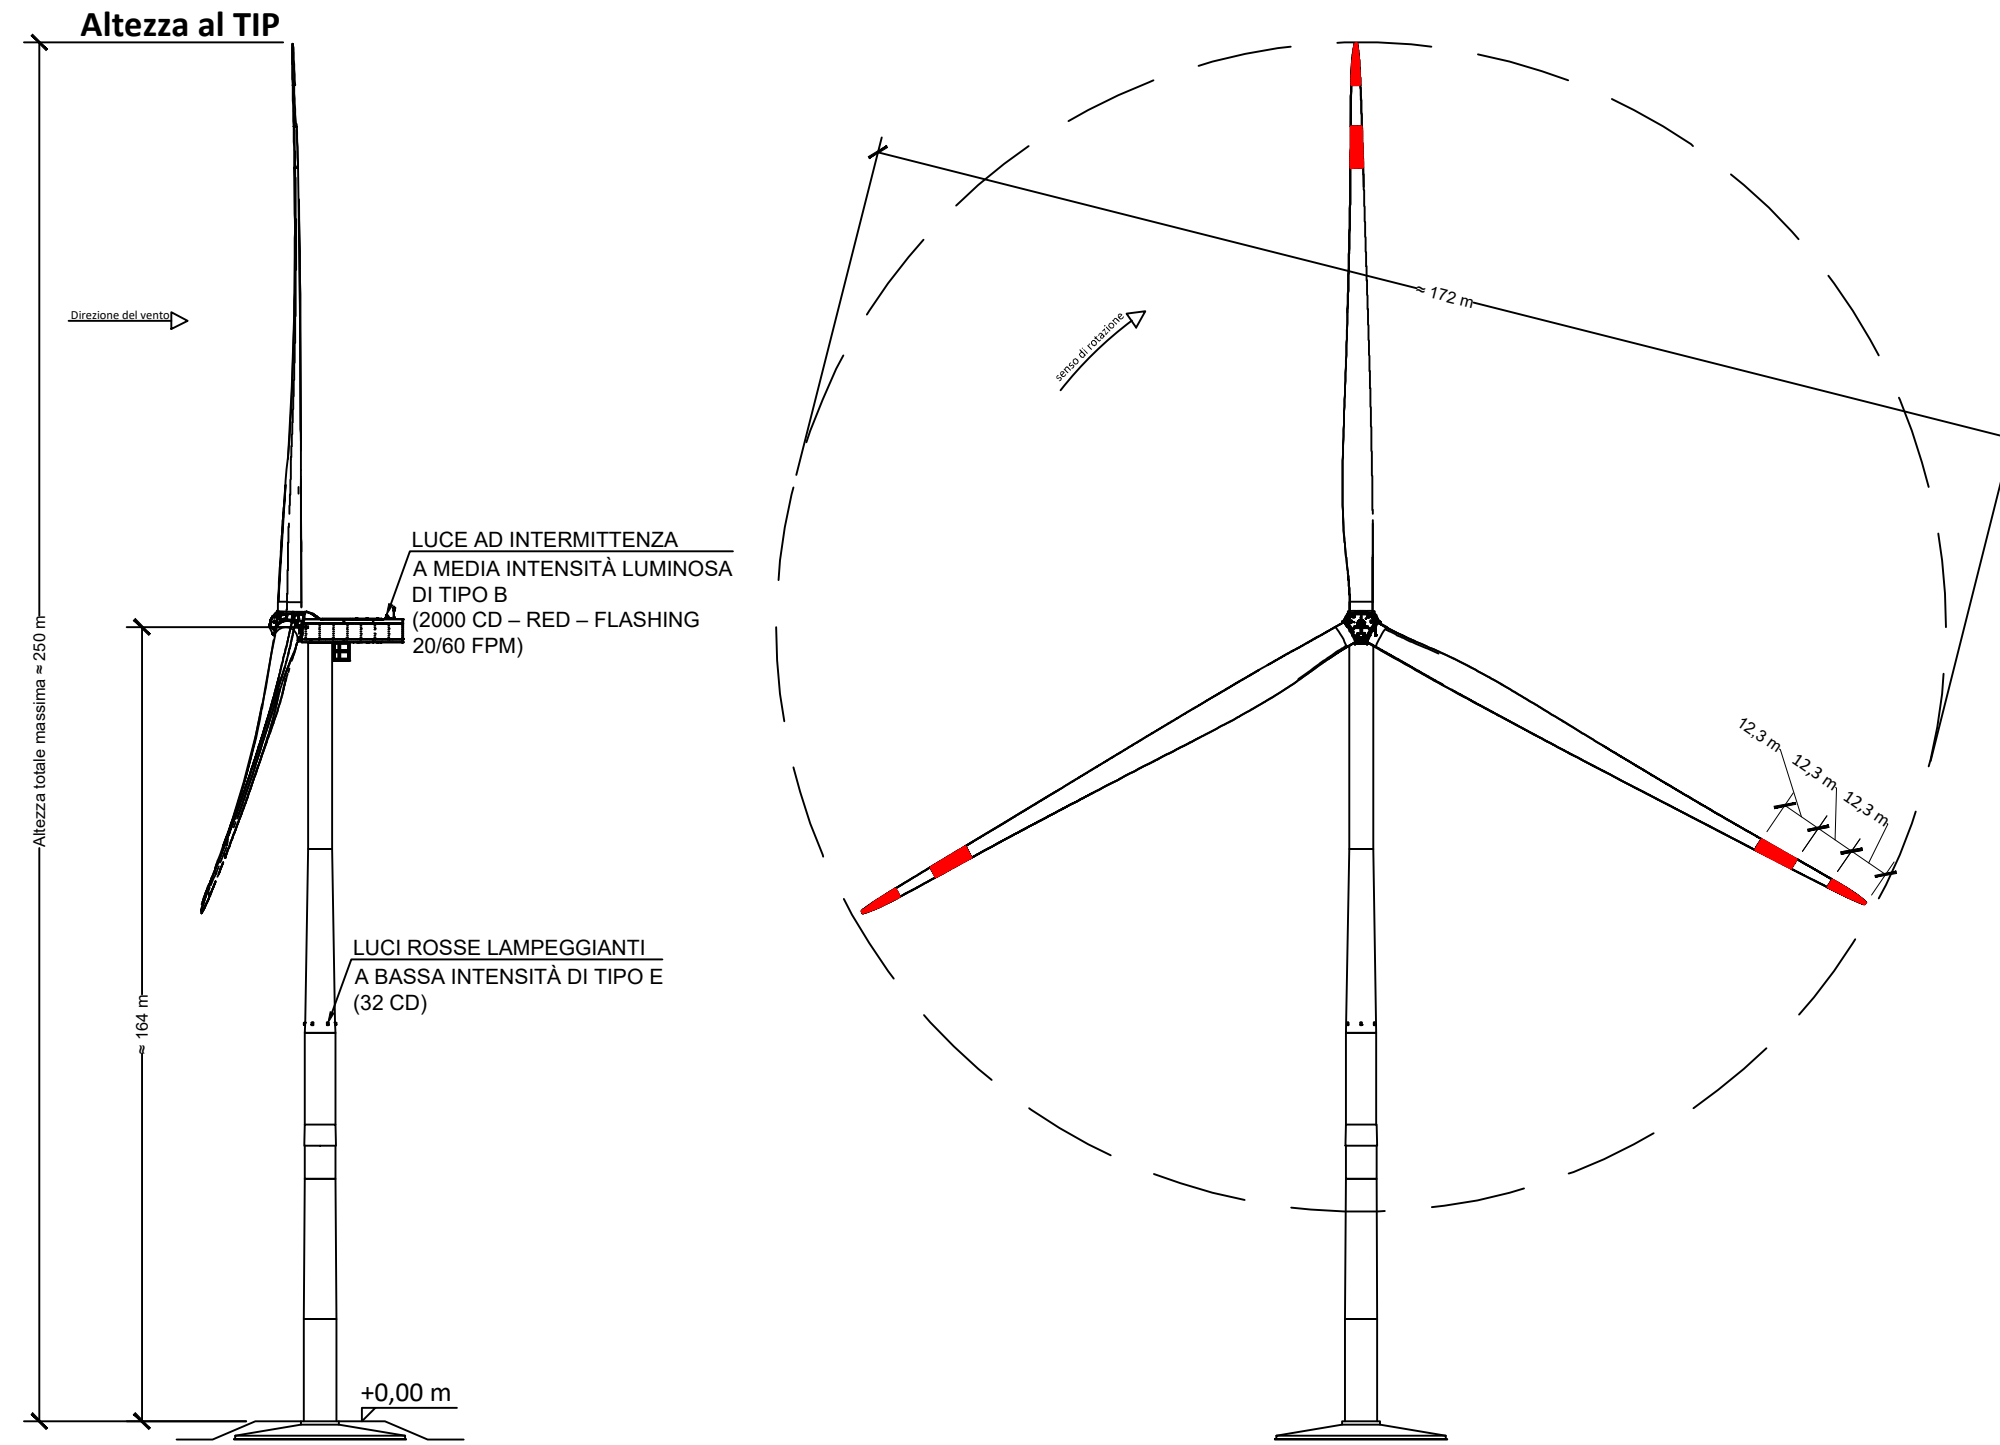 Altezza al TIP
Direzione del vento
senso di rotazione
≈ 172 m
LUCE AD INTERMITTENZA
A MEDIA INTENSITÀ LUMINOSA
DI TIPO B
(2000 CD – RED – FLASHING
20/60 FPM)
Altezza totale massima ≈ 250 m
12,3 m
12,3 m
12,3 m
LUCI ROSSE LAMPEGGIANTI
A BASSA INTENSITÀ DI TIPO E
(32 CD)
≈ 164 m
+0,00 m